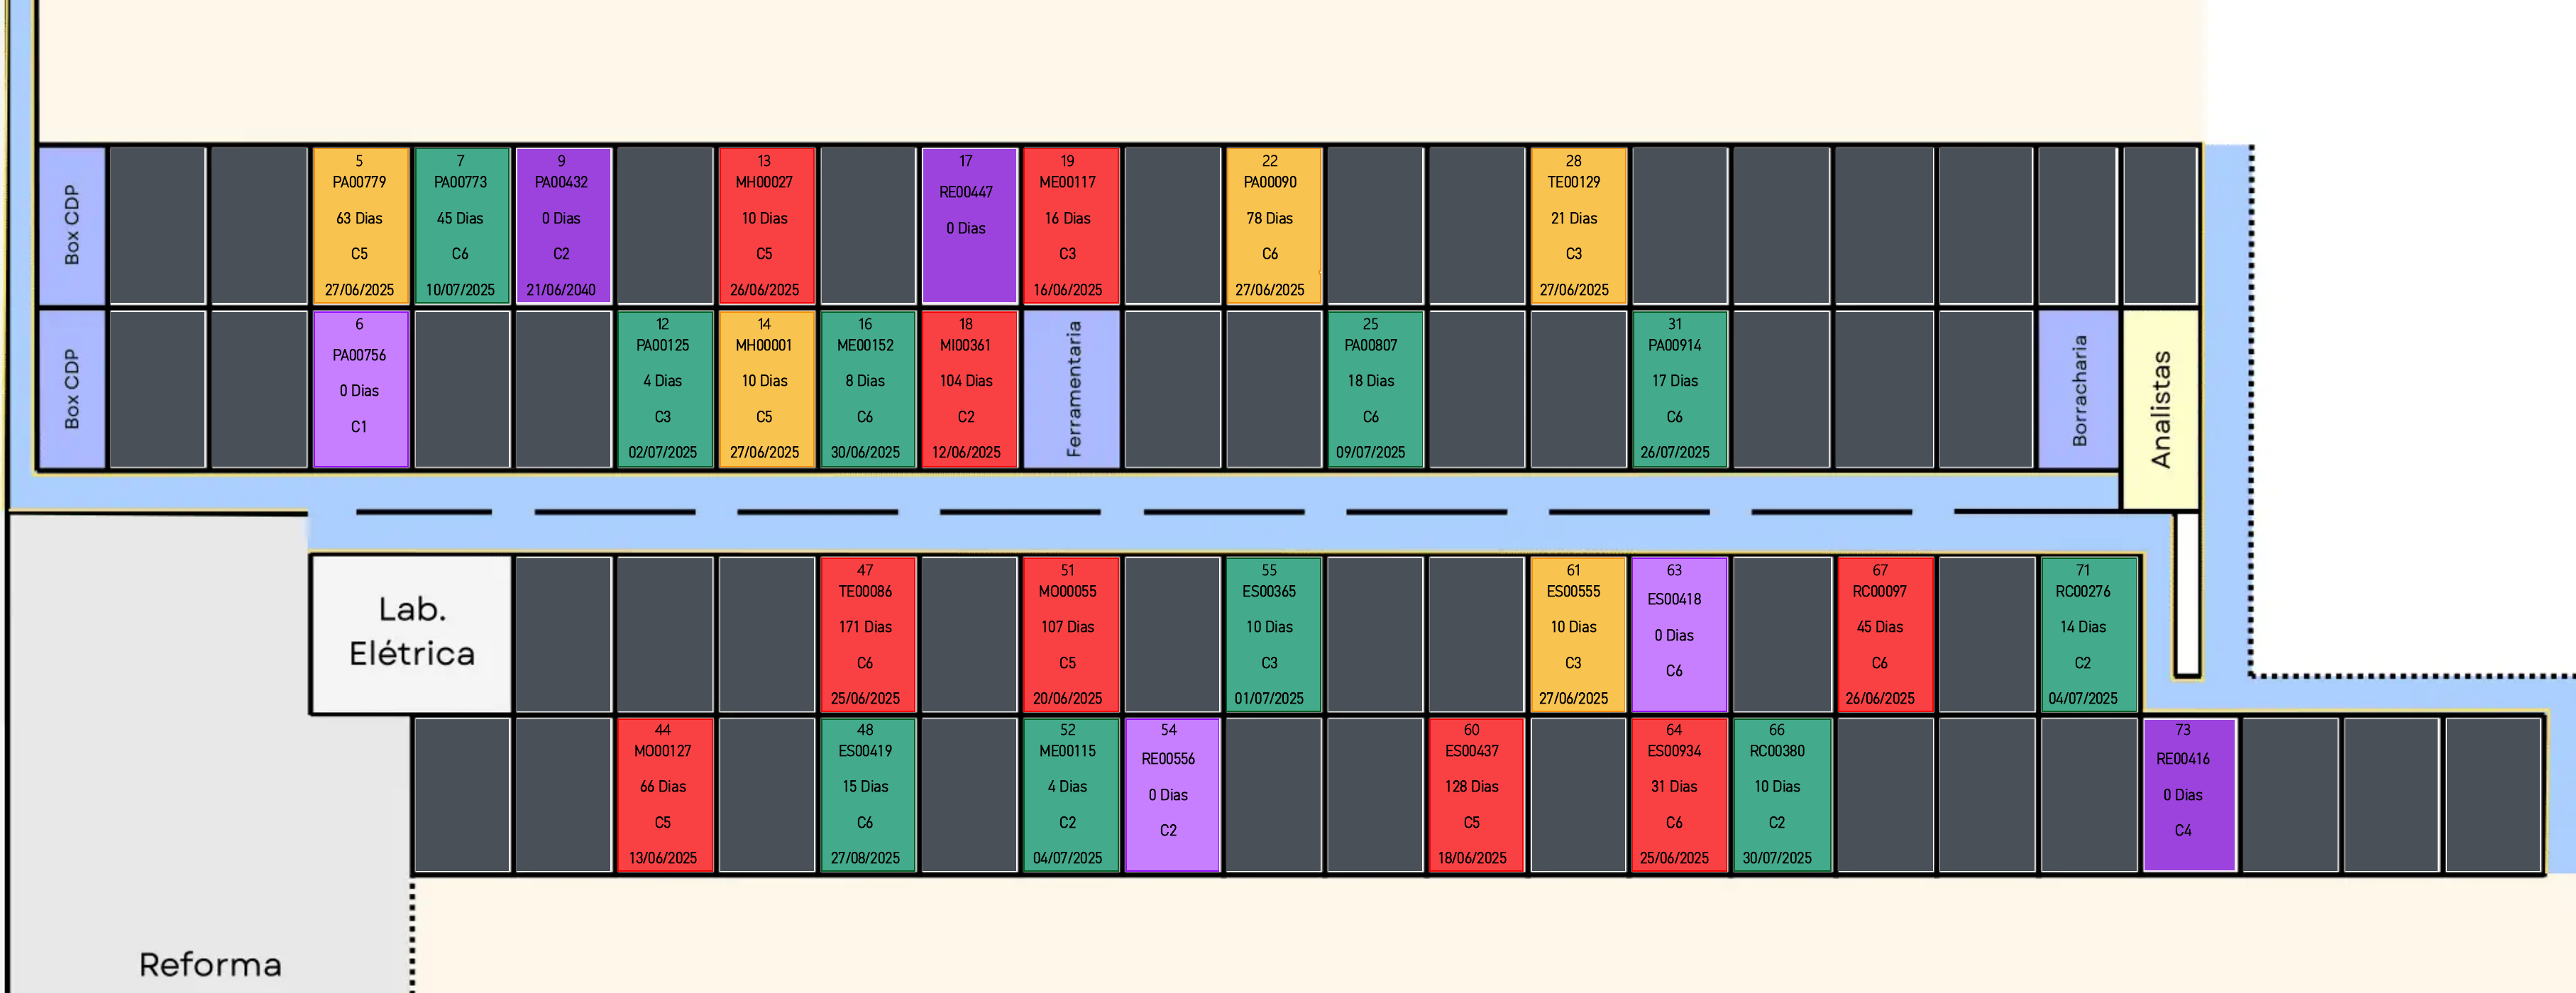 Box CDP
5
PA00779
63 Dias
C5
27/06/2025
7
PA00773
45 Dias
C6
10/07/2025
9
PA00432
0 Dias
C2
21/06/2040
13
MH00027
10 Dias
C5
26/06/2025
17
RE00447
0 Dias
19
ME00117
16 Dias
C3
16/06/2025
22
PA00090
78 Dias
C6
27/06/2025
28
TE00129
21 Dias
C3
27/06/2025
Box CDP
6
PA00756
0 Dias
C1
12
PA00125
4 Dias
C3
02/07/2025
14
MH00001
10 Dias
C5
27/06/2025
16
ME00152
8 Dias
C6
30/06/2025
18
MI00361
104 Dias
C2
12/06/2025
Ferramentaria
25
PA00807
18 Dias
C6
09/07/2025
31
PA00914
17 Dias
C6
26/07/2025
Borracharia
Analistas
Lab.
Elétrica
47
TE00086
171 Dias
C6
25/06/2025
51
MO00055
107 Dias
C5
20/06/2025
55
ES00365
10 Dias
C3
01/07/2025
61
ES00555
10 Dias
C3
27/06/2025
63
ES00418
0 Dias
C6
67
RC00097
45 Dias
C6
26/06/2025
71
RC00276
14 Dias
C2
04/07/2025
44
MO00127
66 Dias
C5
13/06/2025
48
ES00419
15 Dias
C6
27/08/2025
52
ME00115
4 Dias
C2
04/07/2025
54
RE00556
0 Dias
C2
60
ES00437
128 Dias
C5
18/06/2025
64
ES00934
31 Dias
C6
25/06/2025
66
RC00380
10 Dias
C2
30/07/2025
73
RE00416
0 Dias
C4
Reforma